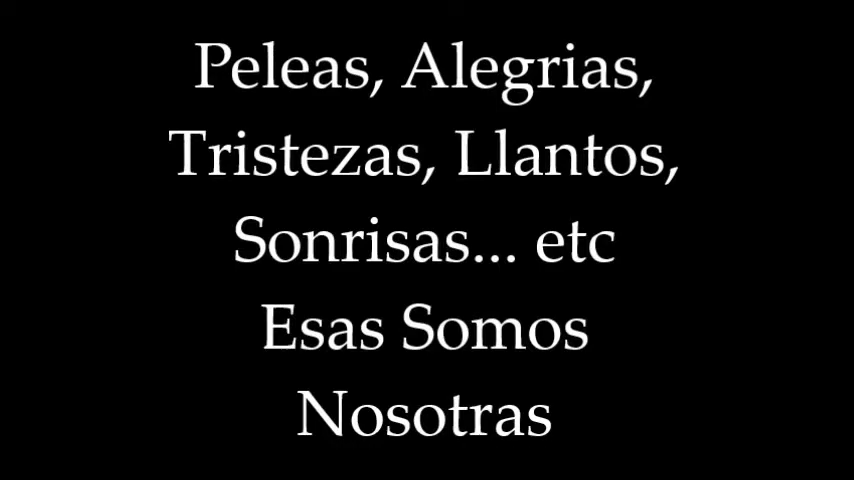 Peleas, Alegrias,
Tristezas, Llantos,
Sonrisas... etc
Esas Somos
Nosotras